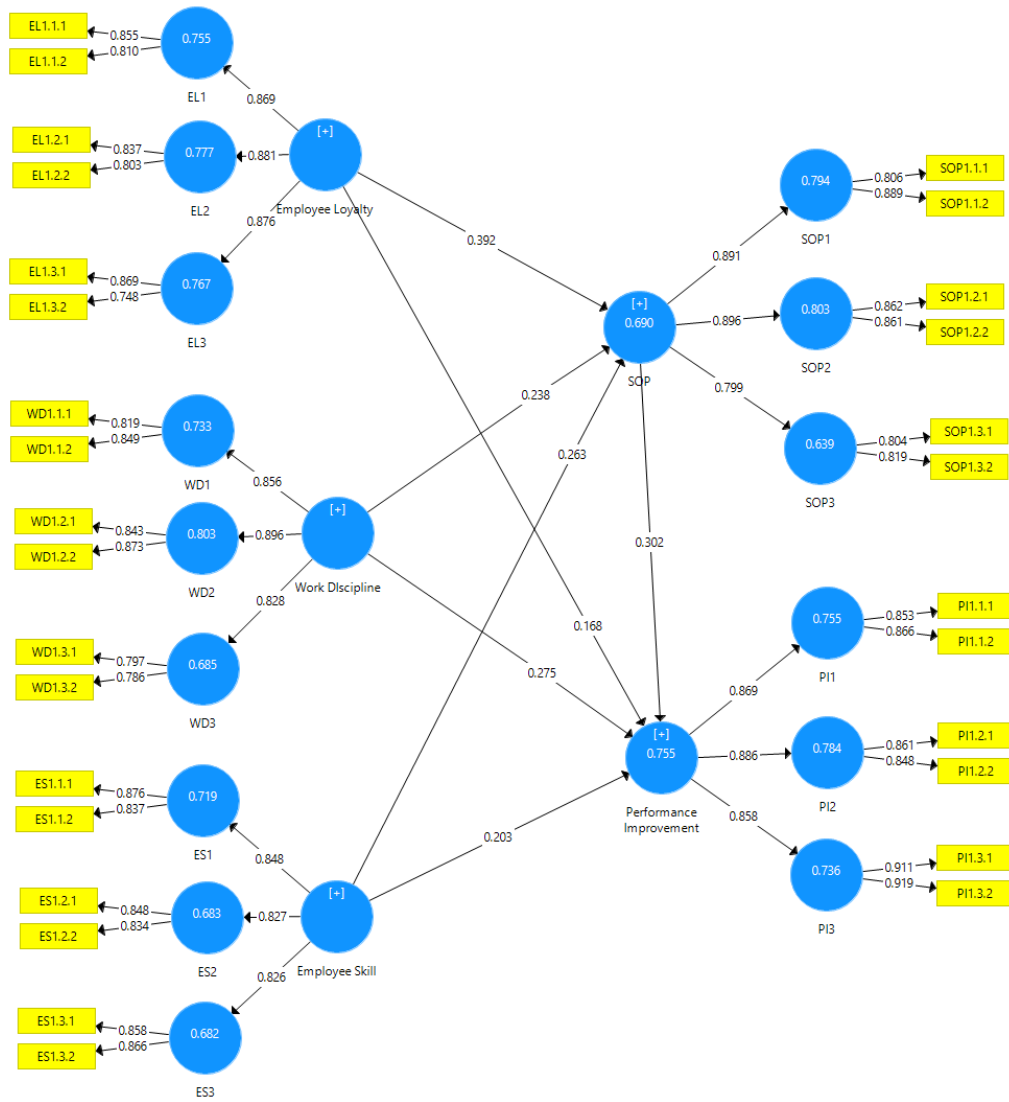 EL1.1.1
0.855
0.810
EL1.1.2
0.755
EL1
0.869
EL1.2.1
0.837
0.803
EL1.2.2
0.777
EL2
0.881
[+]
Employee Loyalty
0.876
EL1.3.1
0.869
0.748
EL1.3.2
0.767
EL3
0.392
0.794
SOP1
0.806
0.889
SOP1.1.1
SOP1.1.2
0.891
[+]
0.690
SOP
0.896
0.803
SOP2
0.862
0.861
SOP1.2.1
SOP1.2.2
0.799
0.639
SOP3
0.804
0.819
SOP1.3.1
SOP1.3.2
0.238
0.263
0.302
0.168
WD1.1.1
0.819
0.849
WD1.1.2
0.733
WD1
0.856
WD1.2.1
0.843
0.873
WD1.2.2
0.803
WD2
0.896
[+]
Work DIscipline
0.828
WD1.3.1
0.797
0.786
WD1.3.2
0.685
WD3
0.275
0.755
PI1
0.853
0.866
PI1.1.1
PI1.1.2
0.869
[+]
0.755
Performance
Improvement
0.886
0.784
PI2
0.861
0.848
PI1.2.1
PI1.2.2
0.858
0.736
PI3
0.911
0.919
PI1.3.1
PI1.3.2
0.203
ES1.1.1
0.876
0.837
ES1.1.2
0.719
ES1
0.848
ES1.2.1
0.848
0.834
ES1.2.2
0.683
ES2
0.827
[+]
Employee Skill
0.826
ES1.3.1
0.858
0.866
ES1.3.2
0.682
ES3